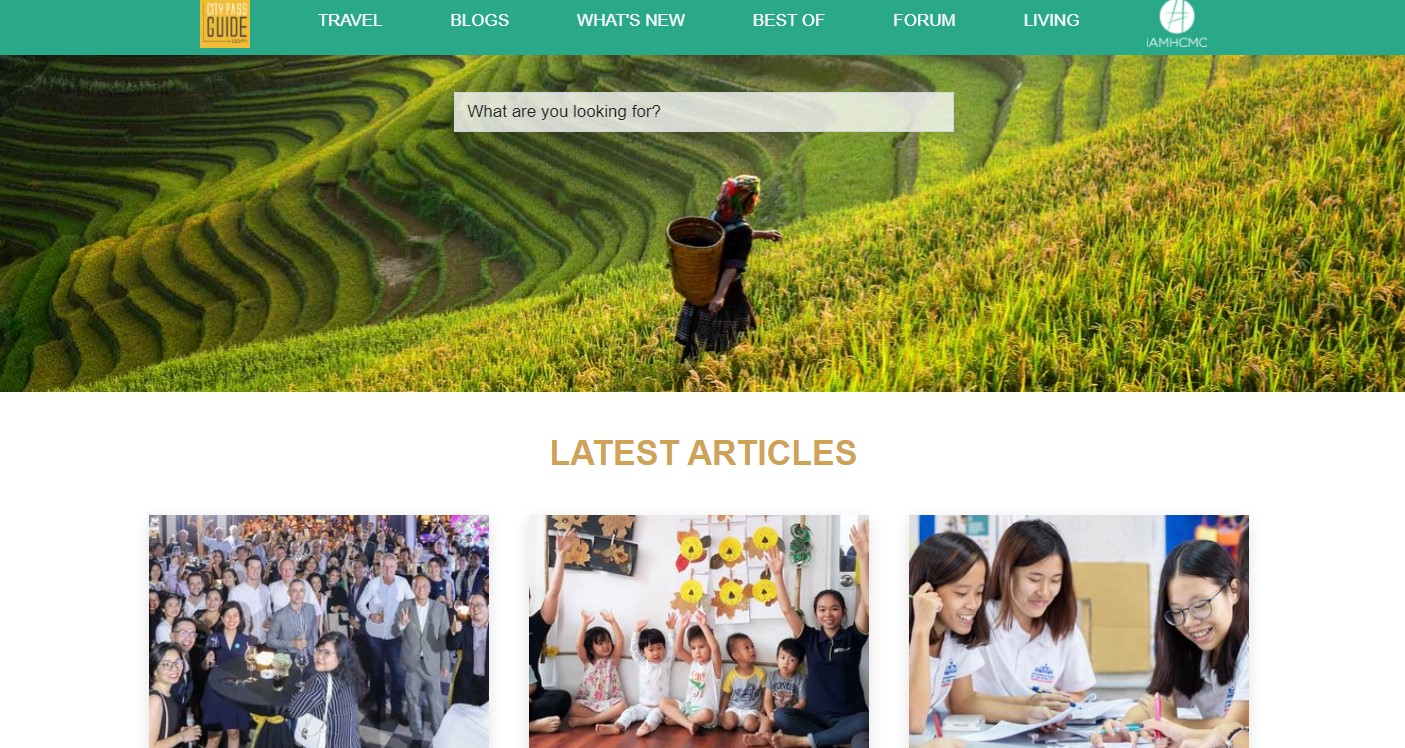 CITY PASS
GUIDE
.com
TRAVEL
BLOGS
WHAT'S NEW
BEST OF
FORUM
LIVING
iAMHCMC
What are you looking for?
LATEST ARTICLES